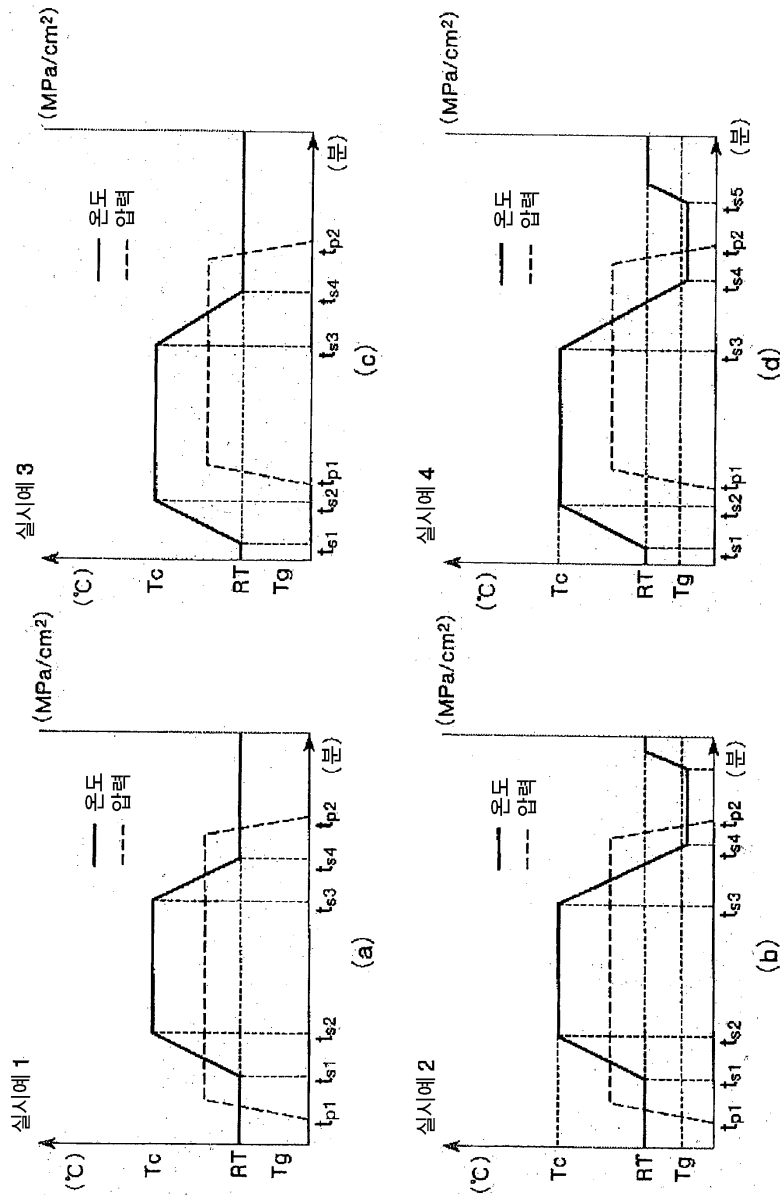 실시예 1
(℃)
(MPa/cm²)
온도
압력
Tc
RT
Tg
tp1
ts1
ts2
ts3
ts4
tp2
(분)
(a)
실시예 3
(℃)
(MPa/cm²)
온도
압력
Tc
RT
Tg
ts1
ts2
tp1
ts3
ts4
tp2
(분)
(c)
실시예 2
(℃)
(MPa/cm²)
온도
압력
Tc
RT
Tg
tp1
ts1
ts2
ts3
ts4
tp2
(분)
(b)
실시예 4
(℃)
(MPa/cm²)
온도
압력
Tc
RT
Tg
ts1
ts2
tp1
ts3
ts4
tp2
ts5
(분)
(d)